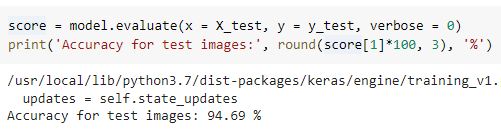 score = model.evaluate(x = X_test, y = y_test, verbose = 0)
print('Accuracy for test images:', round(score[1]*100, 3), '%')
/usr/local/lib/python3.7/dist-packages/keras/engine/training_v1.
updates = self.state_updates
Accuracy for test images: 94.69 %